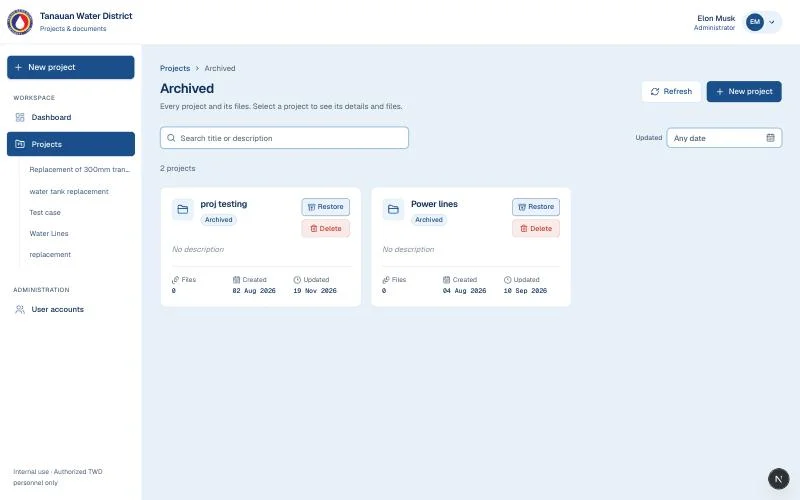 Tanauan Water District
Projects & documents
Elon Musk
Administrator
EM
New project
WORKSPACE
Dashboard
Projects
Replacement of 300mm tran...
water tank replacement
Test case
Water Lines
replacement
ADMINISTRATION
User accounts
Internal use · Authorized TWD
personnel only
Projects > Archived
Archived
Every project and its files. Select a project to see its details and files.
Refresh
New project
Search title or description
Updated
Any date
2 projects
proj testing
Archived
Restore
Delete
No description
Files
0
Created
02 Aug 2026
Updated
19 Nov 2026
Power lines
Archived
Restore
Delete
No description
Files
0
Created
04 Aug 2026
Updated
10 Sep 2026
N